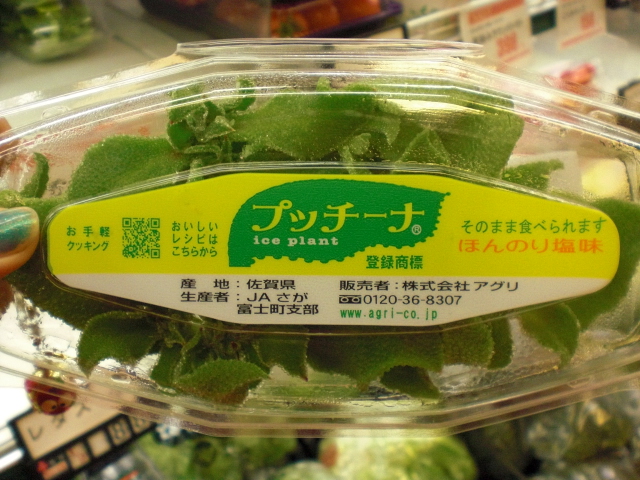 お手軽
クッキング
おいしい
レシピは
こちらから
プッチーナ®
ice plant
登録商標
そのまま食べられます
ほんのり塩味
産 地：佐賀県
生産者：JAさが
富士町支部
販売者：株式会社アグリ
0120-36-8307
www.agri-co.jp
レタス